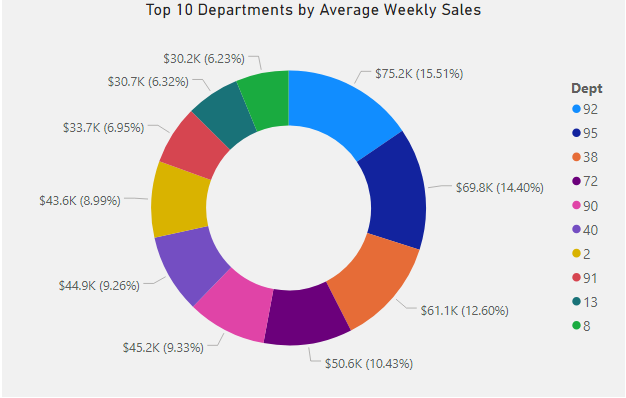 Top 10 Departments by Average Weekly Sales
$30.2K (6.23%)
$75.2K (15.51%)
$30.7K (6.32%)
$33.7K (6.95%)
$43.6K (8.99%)
$69.8K (14.40%)
$44.9K (9.26%)
$61.1K (12.60%)
$45.2K (9.33%)
$50.6K (10.43%)
Dept
92
95
38
72
90
40
2
91
13
8